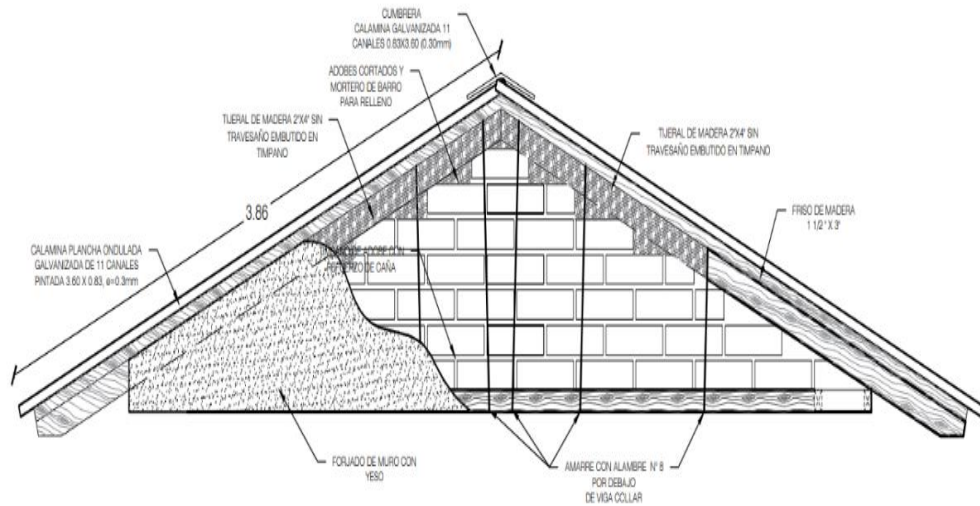 CUMBRERA
CALAMINA GALVANIZADA 11
CANALES 0.83X3.60 (0.30mm)
ADOBES CORTADOS Y
MORTERO DE BARRO
PARA RELLENO
TIJERAL DE MADERA 2"X4" SIN
TRAVESAÑO EMBUTIDO EN
TIMPANO
TIJERAL DE MADERA 2"X4" SIN
TRAVESAÑO EMBUTIDO EN TIMPANO
3.86
FRISO DE MADERA
1 1/2" X 3"
CALAMINA PLANCHA ONDULADA
GALVANIZADA DE 11 CANALES
PINTADA 3.60 X 0.83, e=0.3mm
DE ADOBE CON
DE CAÑA
FORJADO DE MURO CON
YESO
AMARRE CON ALAMBRE N° 8
POR DEBAJO
DE VIGA COLLAR